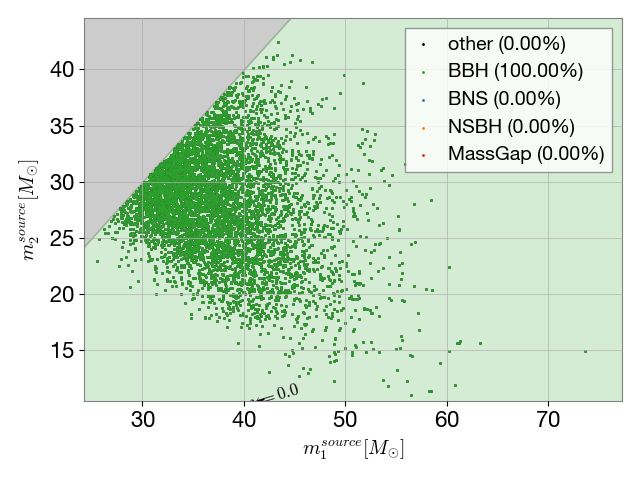 other (0.00%)
BBH (100.00%)
BNS (0.00%)
NSBH (0.00%)
MassGap (0.00%)
40
35
30
25
20
15
m_2^{source}[M_⊙]
= 0.0
30 40 50 60 70
m_1^{source}[M_⊙]